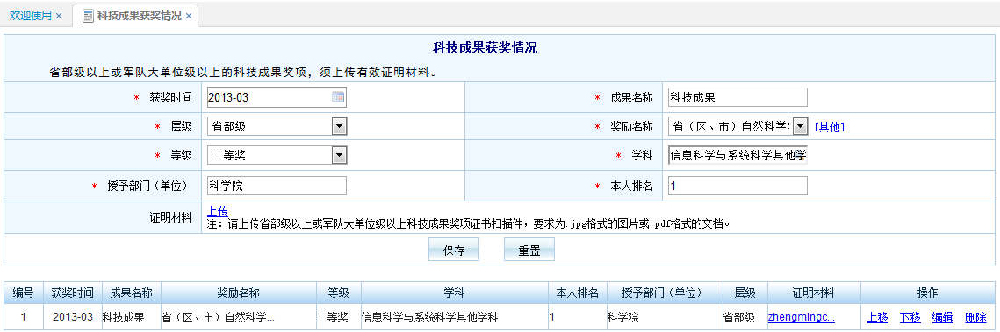 欢迎使用 × 科技成果获奖情况 ×
科技成果获奖情况
省部级以上或军队大单位级以上的科技成果奖项，须上传有效证明材料。
* 获奖时间 2013-03 * 成果名称 科技成果
* 层级 省部级 * 奖励名称 省（区、市）自然科学 [其他]
* 等级 二等奖 * 学科 信息科学与系统科学其他学
* 授予部门（单位） 科学院 * 本人排名 1
证明材料 上传
注：请上传省部级以上或军队大单位级以上科技成果奖项证书扫描件，要求为.jpg格式的图片或.pdf格式的文档。
保存 重置
编号 获奖时间 成果名称 奖励名称 等级 学科 本人排名 授予部门（单位） 层级 证明材料 操作
1 2013-03 科技成果 省（区、市）自然科学... 二等奖 信息科学与系统科学其他学科 1 科学院 省部级 zhengmingc... 上移 下移 编辑 删除